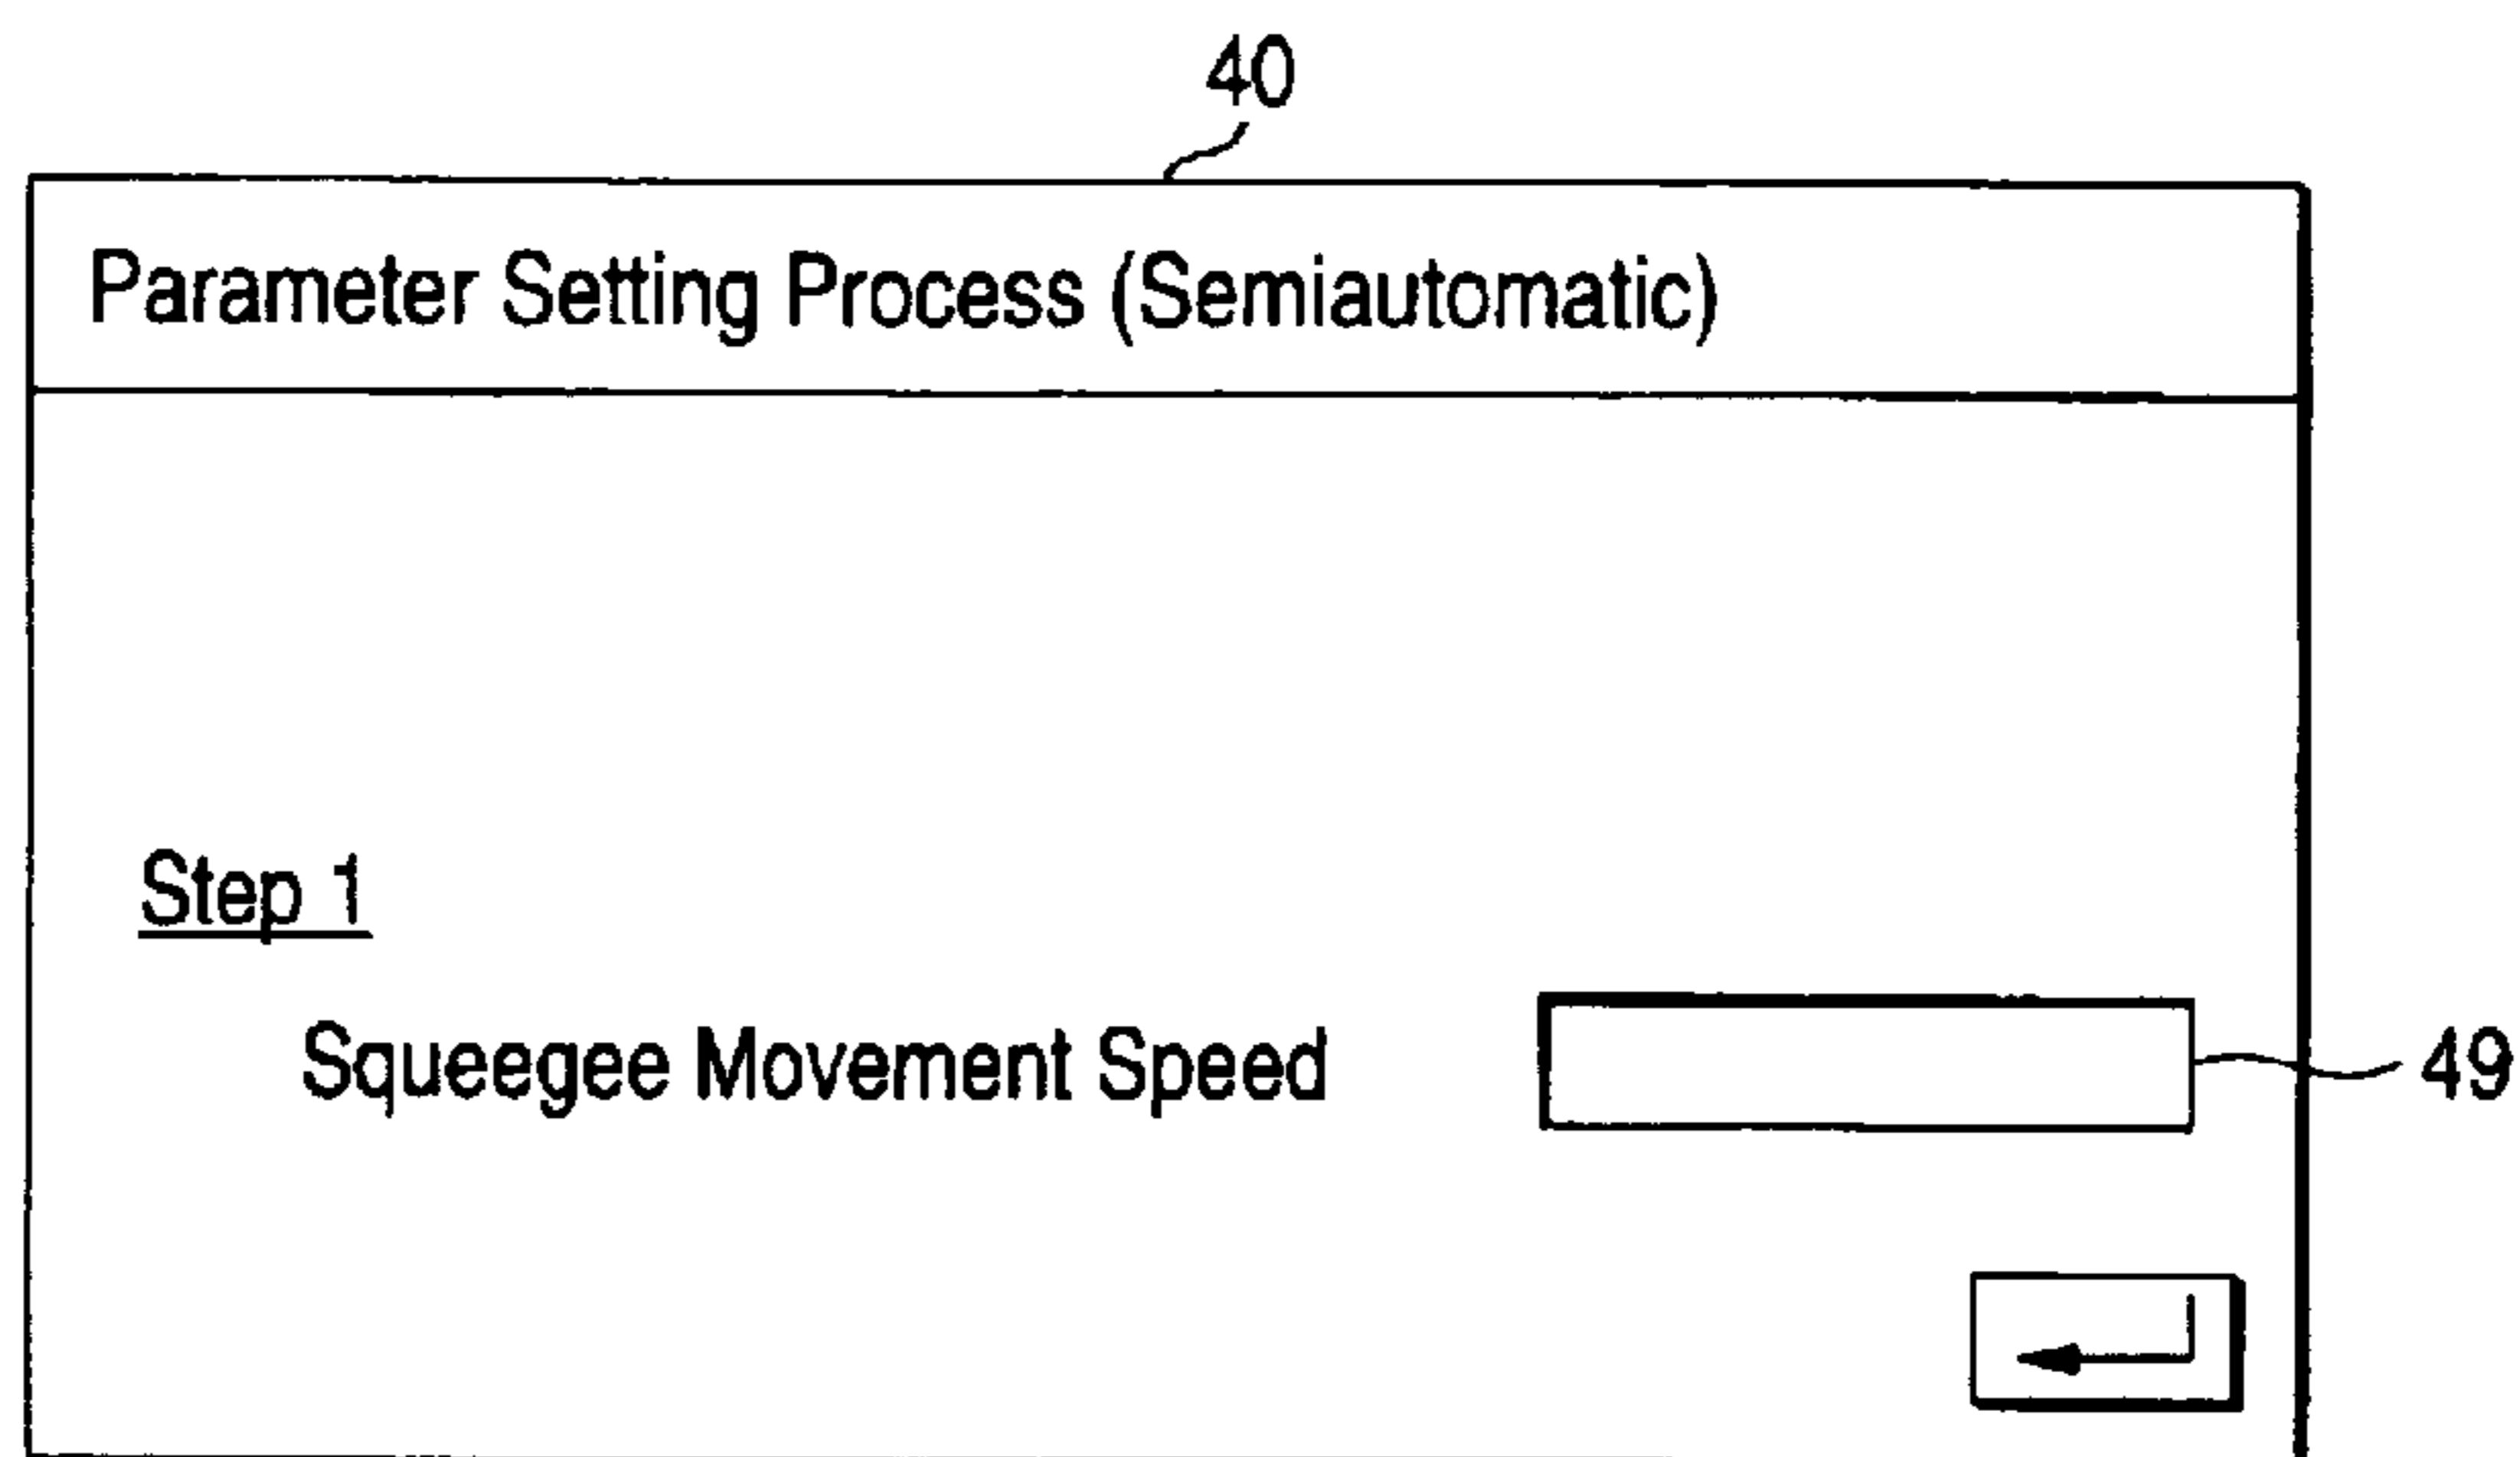 40
Parameter Setting Process (Semiautomatic)
Step 1
Squeegee Movement Speed
49